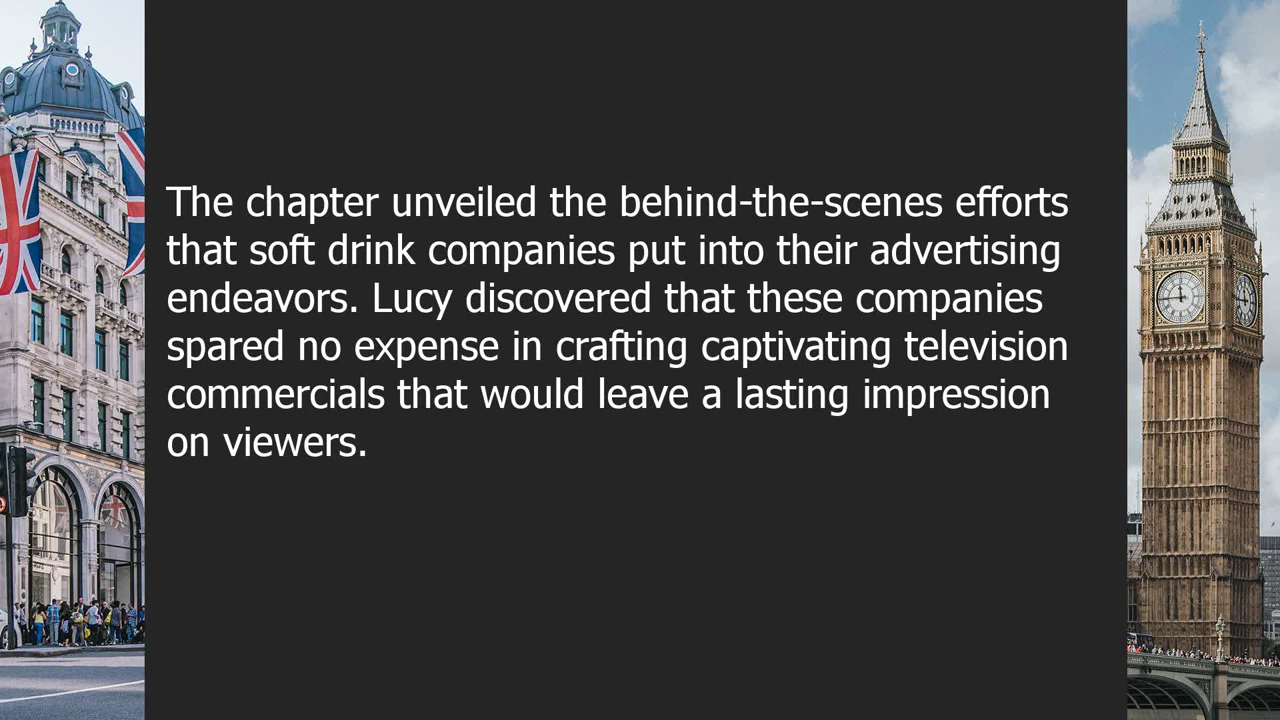 The chapter unveiled the behind-the-scenes efforts
that soft drink companies put into their advertising
endeavors. Lucy discovered that these companies
spared no expense in crafting captivating television
commercials that would leave a lasting impression
on viewers.